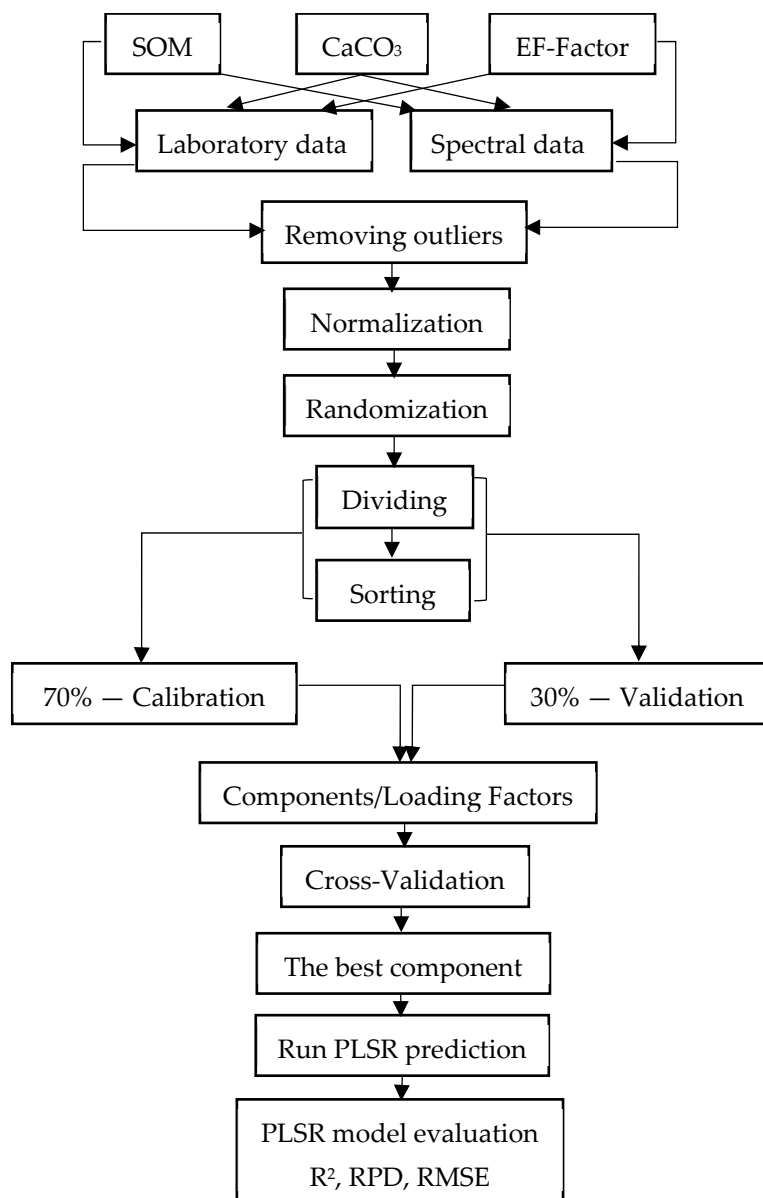 SOM
CaCO₃
EF-Factor
Laboratory data
Spectral data
Removing outliers
Normalization
Randomization
Dividing
Sorting
70% — Calibration
30% — Validation
Components/Loading Factors
Cross-Validation
The best component
Run PLSR prediction
PLSR model evaluation
R², RPD, RMSE